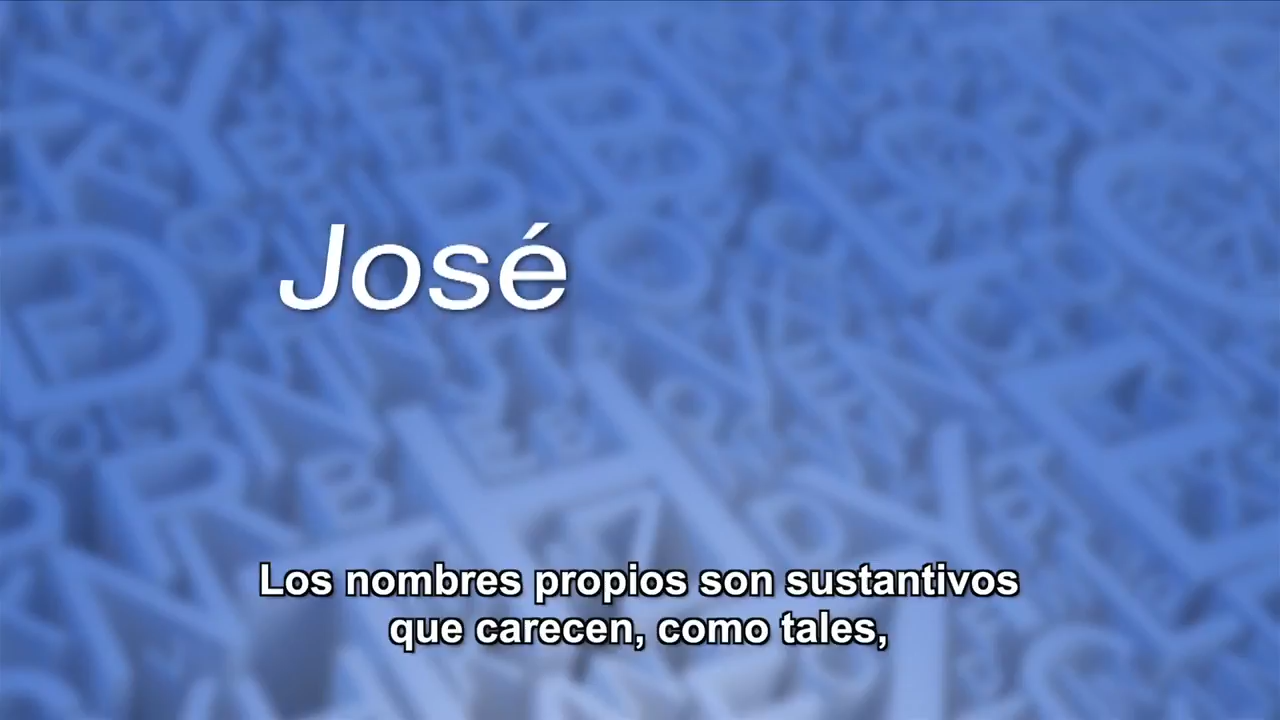 José
Los nombres propios son sustantivos
que carecen, como tales,